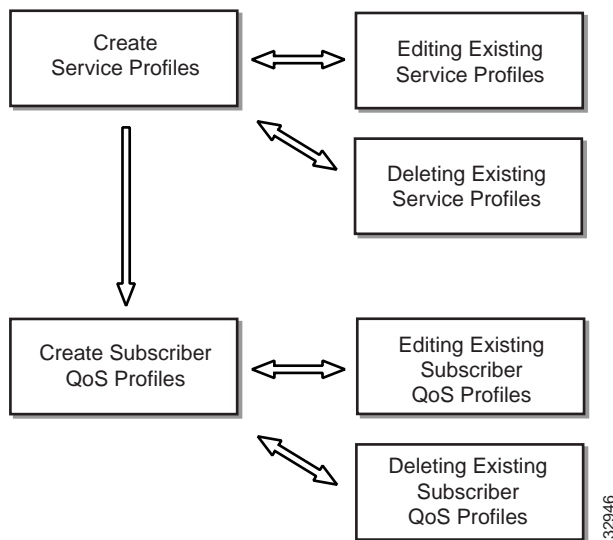 Create
Service Profiles
Editing Existing
Service Profiles
Deleting Existing
Service Profiles
Create Subscriber
QoS Profiles
Editing Existing
Subscriber
QoS Profiles
Deleting Existing
Subscriber
QoS Profiles
32946